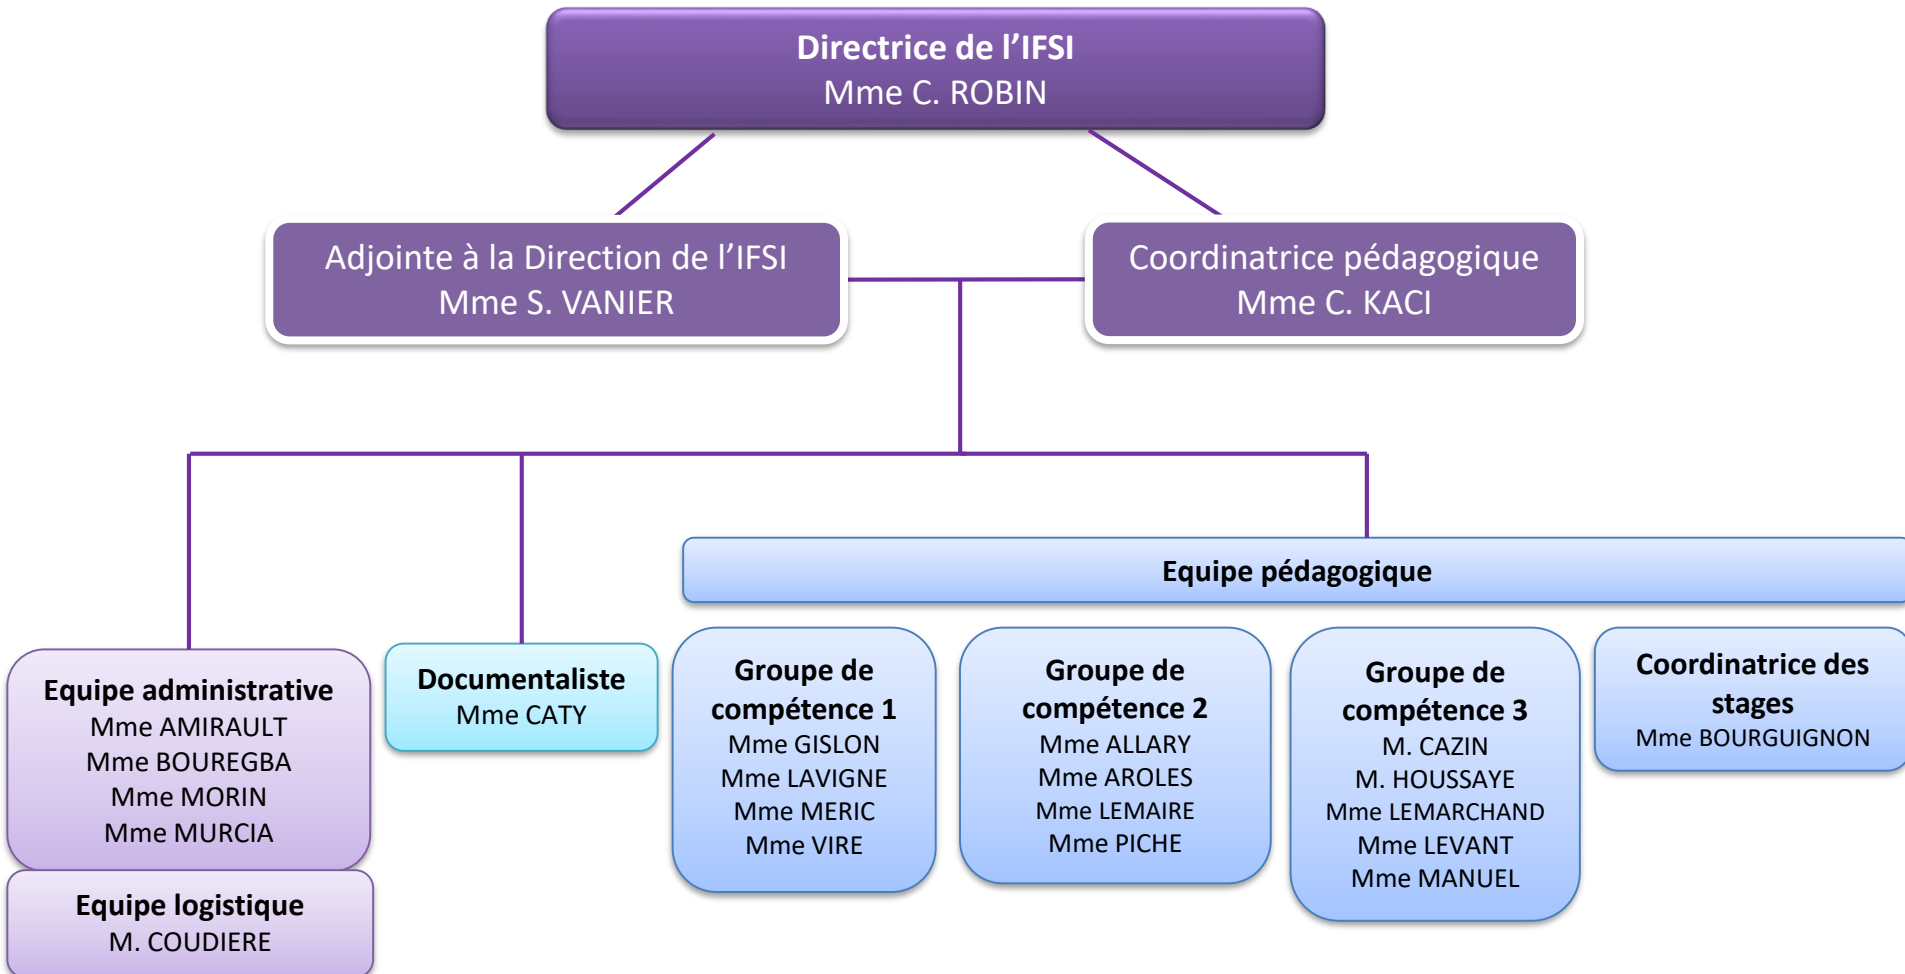 Directrice de l’IFSI
Mme C. ROBIN
Adjointe à la Direction de l’IFSI
Mme S. VANIER
Coordinatrice pédagogique
Mme C. KACI
Equipe pédagogique
Equipe administrative
Mme AMIRAULT
Mme BOUREGBA
Mme MORIN
Mme MURCIA
Equipe logistique
M. COUDIERE
Documentaliste
Mme CATY
Groupe de
compétence 1
Mme GISLON
Mme LAVIGNE
Mme MERIC
Mme VIRE
Groupe de
compétence 2
Mme ALLARY
Mme AROLES
Mme LEMAIRE
Mme PICHE
Groupe de
compétence 3
M. CAZIN
M. HOUSSAYE
Mme LEMARCHAND
Mme LEVANT
Mme MANUEL
Coordinatrice des
stages
Mme BOURGUIGNON